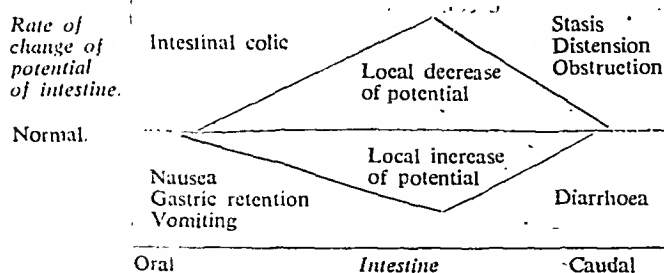 Rate of
change of
potential
of intestine.
Intestinal colic
Stasis
Distension
Obstruction
Local decrease
of potential
Normal.
Local increase
of potential
Nausea
Gastric retention
Vomiting
Diarrhoea
Oral Intestine Caudal